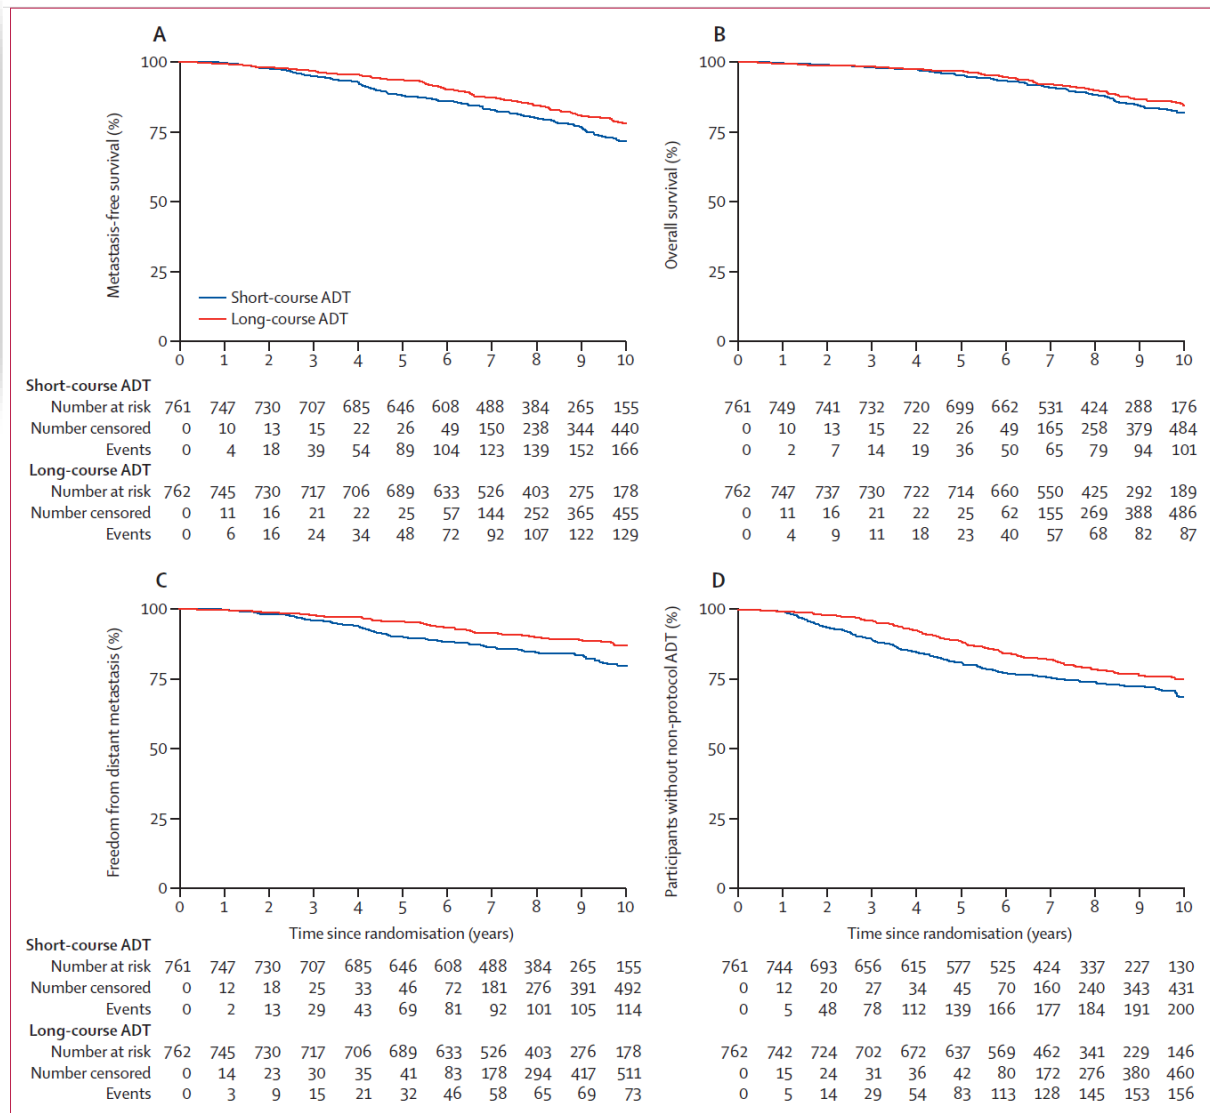 A
Metastasis-free survival (%)
100
75
50
25
0
Short-course ADT
Long-course ADT
0 1 2 3 4 5 6 7 8 9 10
Short-course ADT
Number at risk 761 747 730 707 685 646 608 488 384 265 155
Number censored 0 10 13 15 22 26 49 150 238 344 440
Events 0 4 18 39 54 89 104 123 139 152 166
Long-course ADT
Number at risk 762 745 730 717 706 689 633 526 403 275 178
Number censored 0 11 16 21 22 25 57 144 252 365 455
Events 0 6 16 24 34 48 72 92 107 122 129
B
Overall survival (%)
100
75
50
25
0
0 1 2 3 4 5 6 7 8 9 10
761 749 741 732 720 699 662 531 424 288 176
0 10 13 15 22 26 49 165 258 379 484
0 2 7 14 19 36 50 65 79 94 101
762 747 737 730 722 714 660 550 425 292 189
0 11 16 21 22 25 62 155 269 388 486
0 4 9 11 18 23 40 57 68 82 87
C
Freedom from distant metastasis (%)
100
75
50
25
0
0 1 2 3 4 5 6 7 8 9 10
Time since randomisation (years)
Short-course ADT
Number at risk 761 747 730 707 685 646 608 488 384 265 155
Number censored 0 12 18 25 33 46 72 181 276 391 492
Events 0 2 13 29 43 69 81 92 101 105 114
Long-course ADT
Number at risk 762 745 730 717 706 689 633 526 403 276 178
Number censored 0 14 23 30 35 41 83 178 294 417 511
Events 0 3 9 15 21 32 46 58 65 69 73
D
Participants without non-protocol ADT (%)
100
75
50
25
0
0 1 2 3 4 5 6 7 8 9 10
Time since randomisation (years)
761 744 693 656 615 577 525 424 337 227 130
0 12 20 27 34 45 70 160 240 343 431
0 5 48 78 112 139 166 177 184 191 200
762 742 724 702 672 637 569 462 341 229 146
0 15 24 31 36 42 80 172 276 380 460
0 5 14 29 54 83 113 128 145 153 156